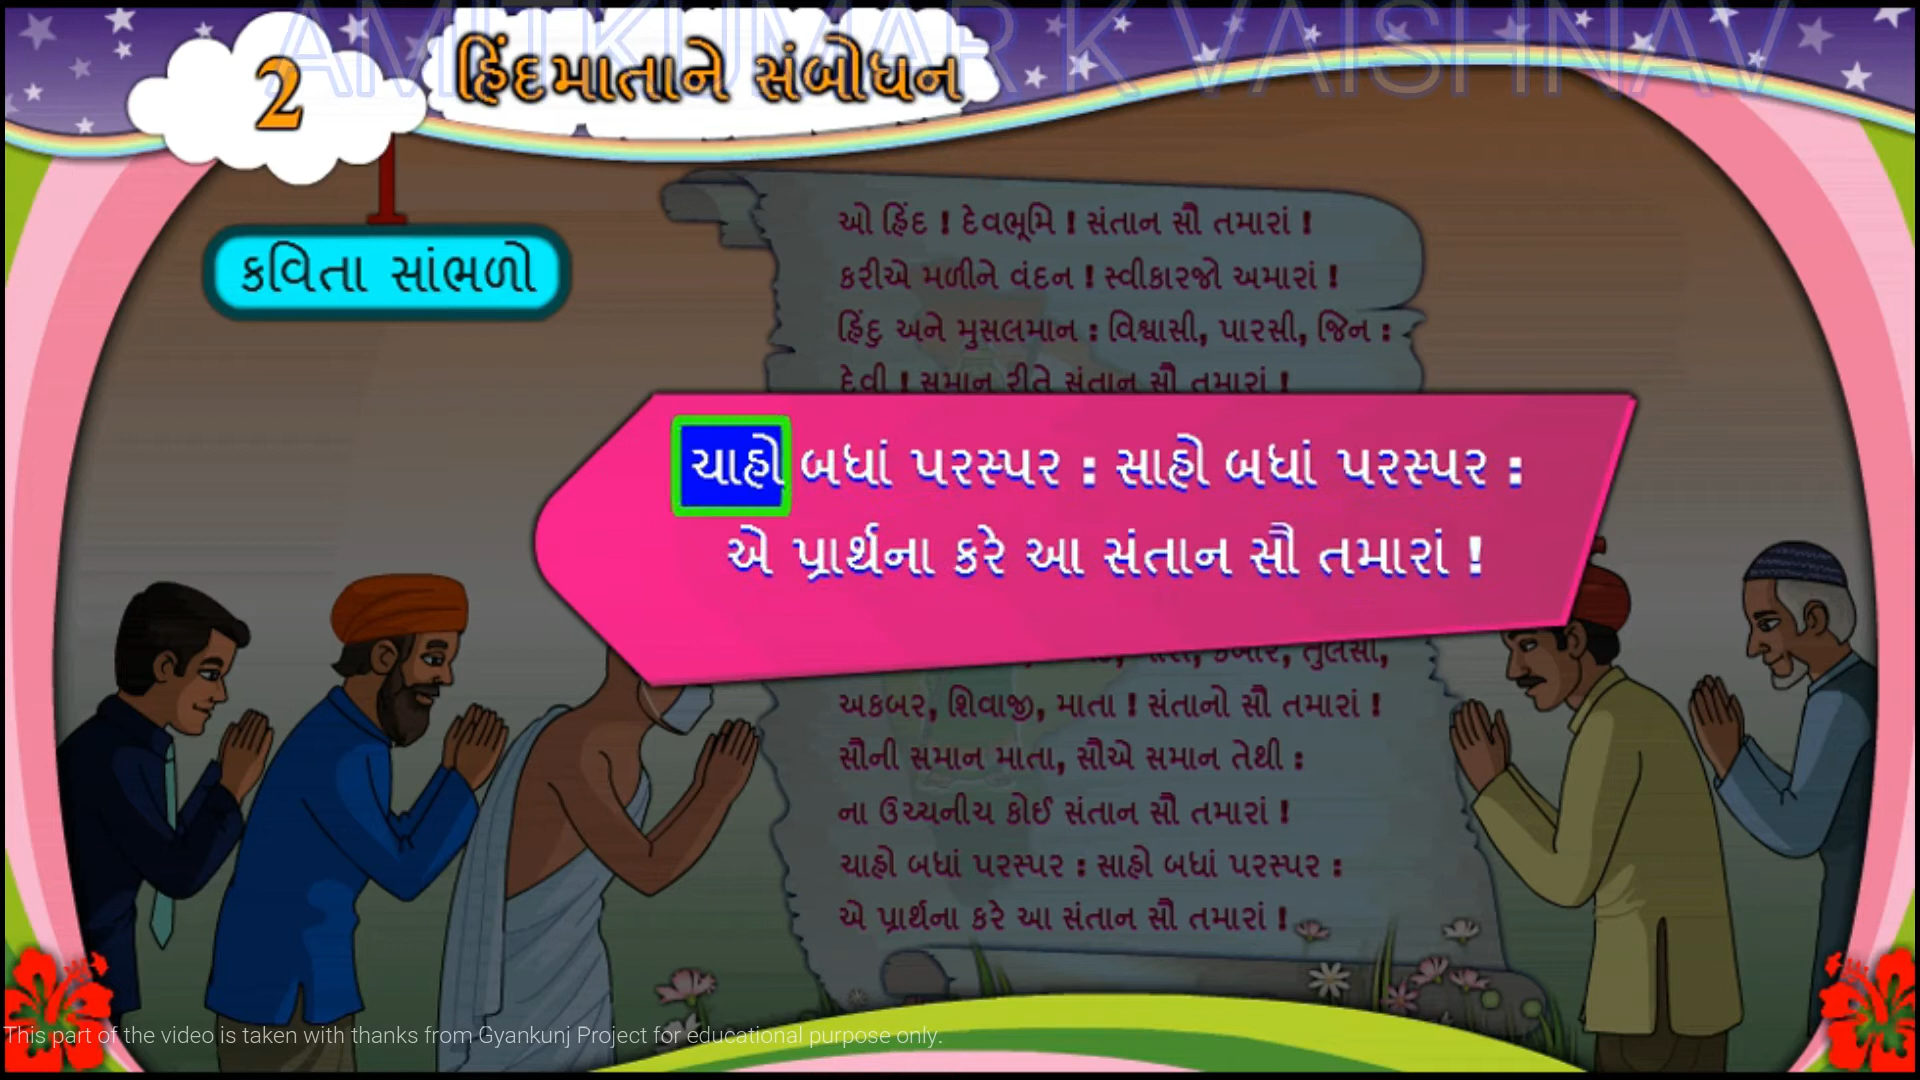 AMITKUMAR K VAISHNAV
2
હિંદમાતાને સંબોધન
કવિતા સાંભળો
ઓ હિંદ ! દેવભૂમિ ! સંતાન સૌ તમારાં !
કરીએ મળીને વંદન ! સ્વીકારજો અમારાં !
હિંદુ અને મુસલમાન : વિશ્વાસી, પારસી, જિન :
દેવી ! સમાન રીતે સંતાન સૌ તમારાં !
ચાહો બધાં પરસ્પર : સાહો બધાં પરસ્પર :
એ પ્રાર્થના કરે આ સંતાન સૌ તમારાં !
કબીર, તુલસી,
અકબર, શિવાજી, માતા ! સંતાનો સૌ તમારાં !
સૌની સમાન માતા, સૌએ સમાન તેથી :
ના ઉચ્ચનીચ કોઈ સંતાન સૌ તમારાં !
ચાહો બધાં પરસ્પર : સાહો બધાં પરસ્પર :
એ પ્રાર્થના કરે આ સંતાન સૌ તમારાં !
This part of the video is taken with thanks from Gyankunj Project for educational purpose only.